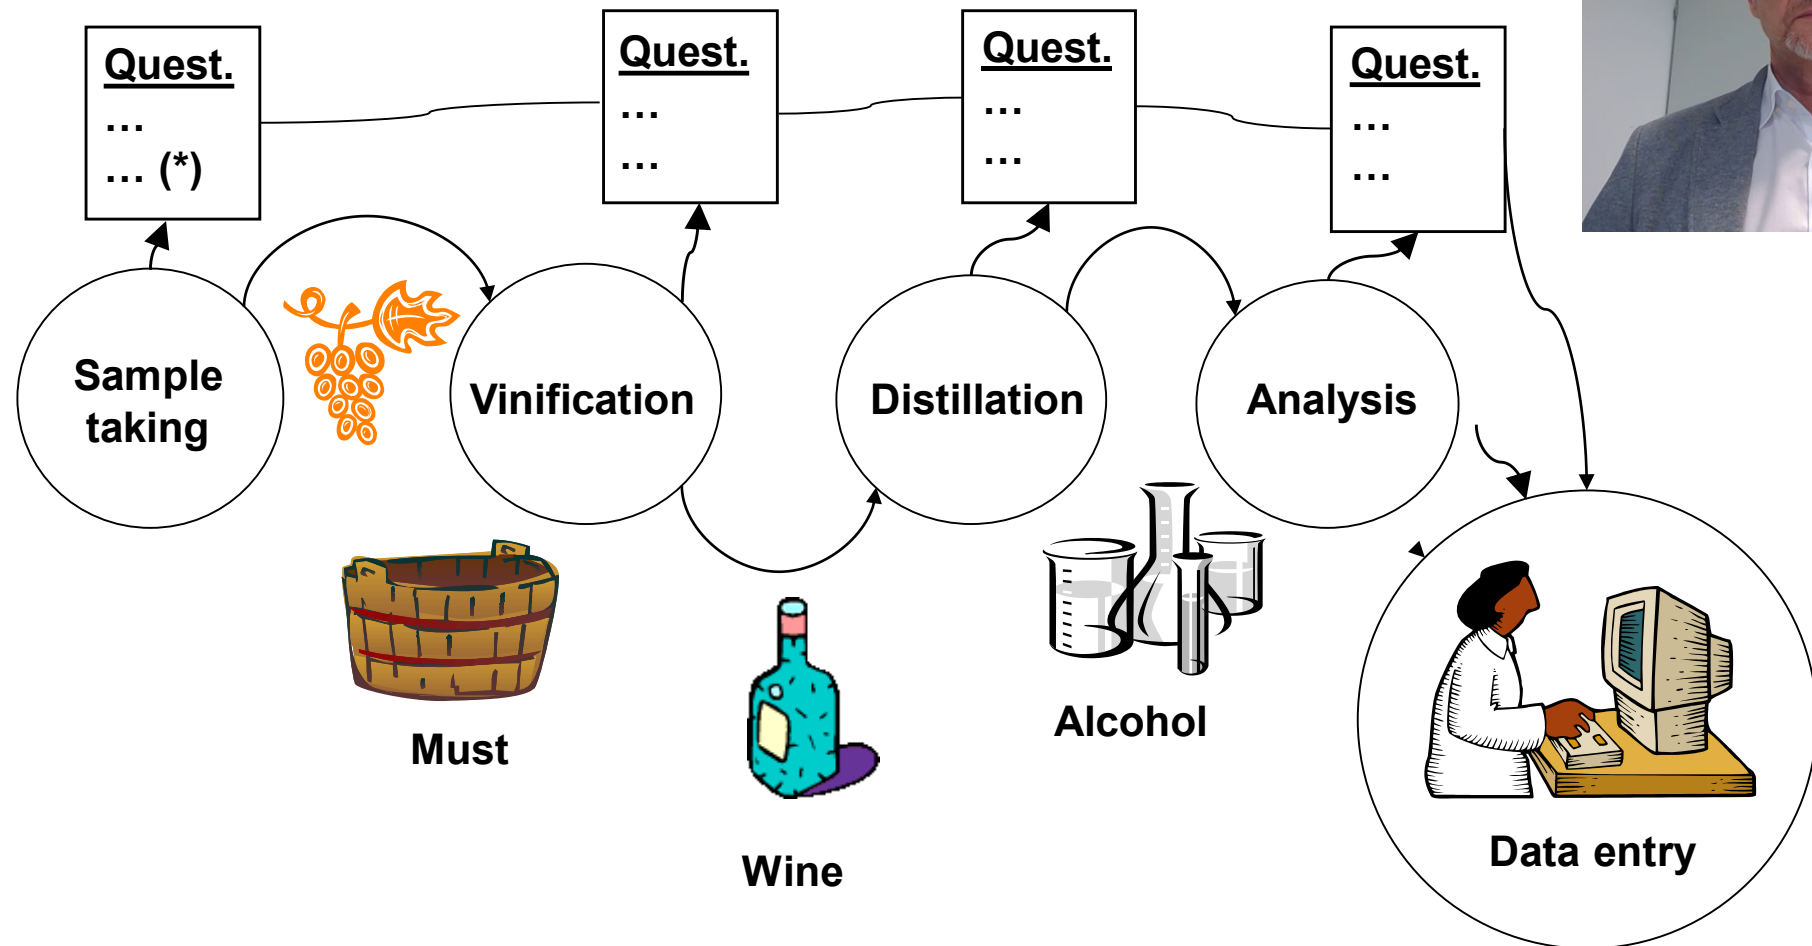 Quest.
...
... (*)
Quest.
...
...
Quest.
...
...
Quest.
...
...
Sample
taking
Vinification
Distillation
Analysis
Must
Wine
Alcohol
Data entry